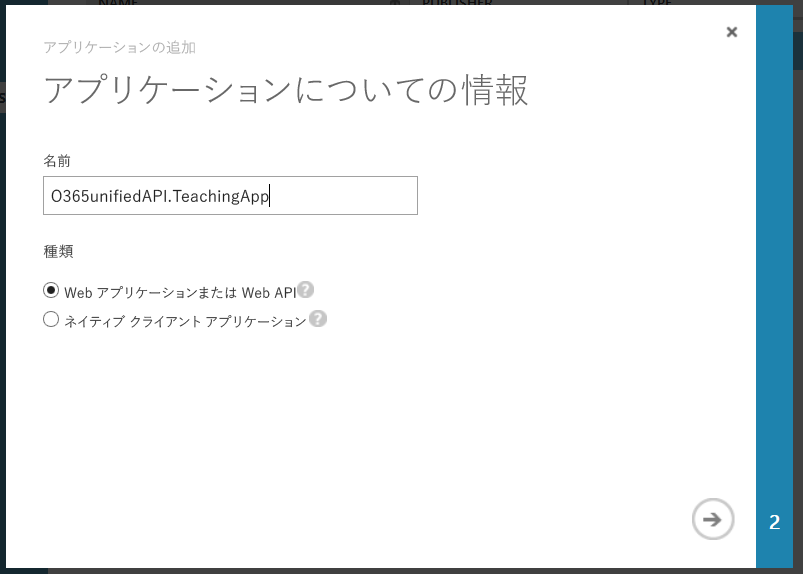 NAME PUBLISHER TYPE
×
アプリケーションの追加
アプリケーションについての情報
名前
O365unifiedAPI.TeachingApp
種類
Web アプリケーションまたは Web API ?
ネイティブ クライアント アプリケーション ?
2